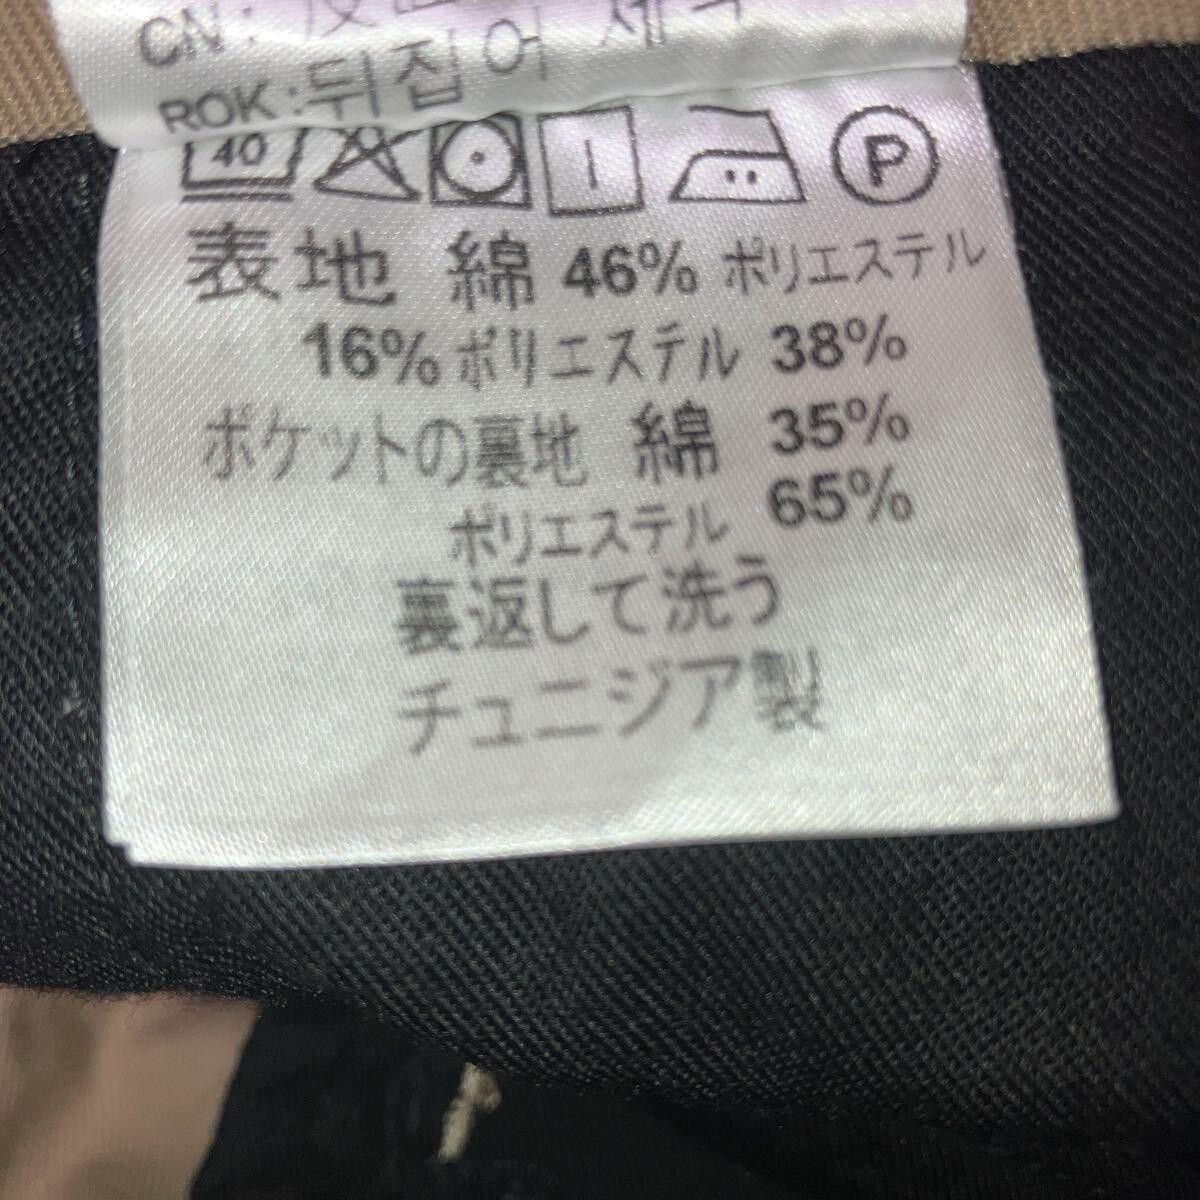 CN:
ROK:뒤집어
40 P
表地 綿 46% ポリエステル
16% ポリエステル 38%
ポケットの裏地 綿 35%
ポリエステル 65%
裏返して洗う
チュニジア製